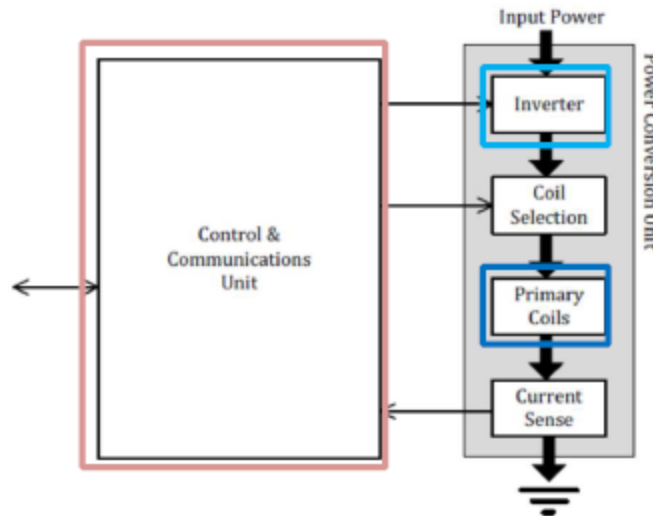 Input Power
Inverter
Coil
Selection
Primary
Coils
Current
Sense
Control &
Communications
Unit
Power Conversion Unit